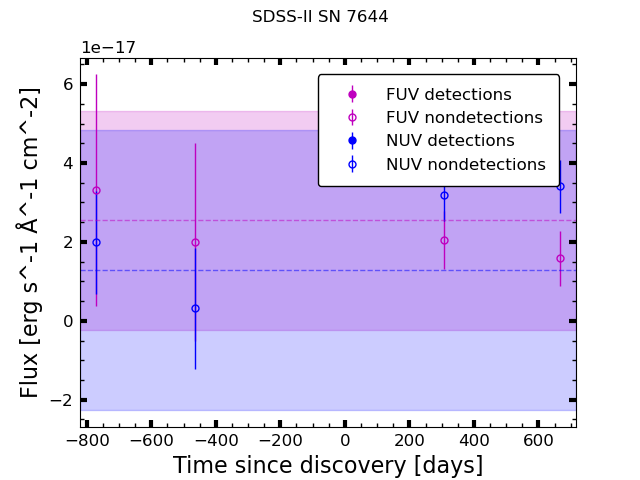 SDSS-II SN 7644
1e−17
6
4
2
0
−2
Flux [erg s^-1 Å^-1 cm^-2]
FUV detections
FUV nondetections
NUV detections
NUV nondetections
−800 −600 −400 −200 0 200 400 600
Time since discovery [days]